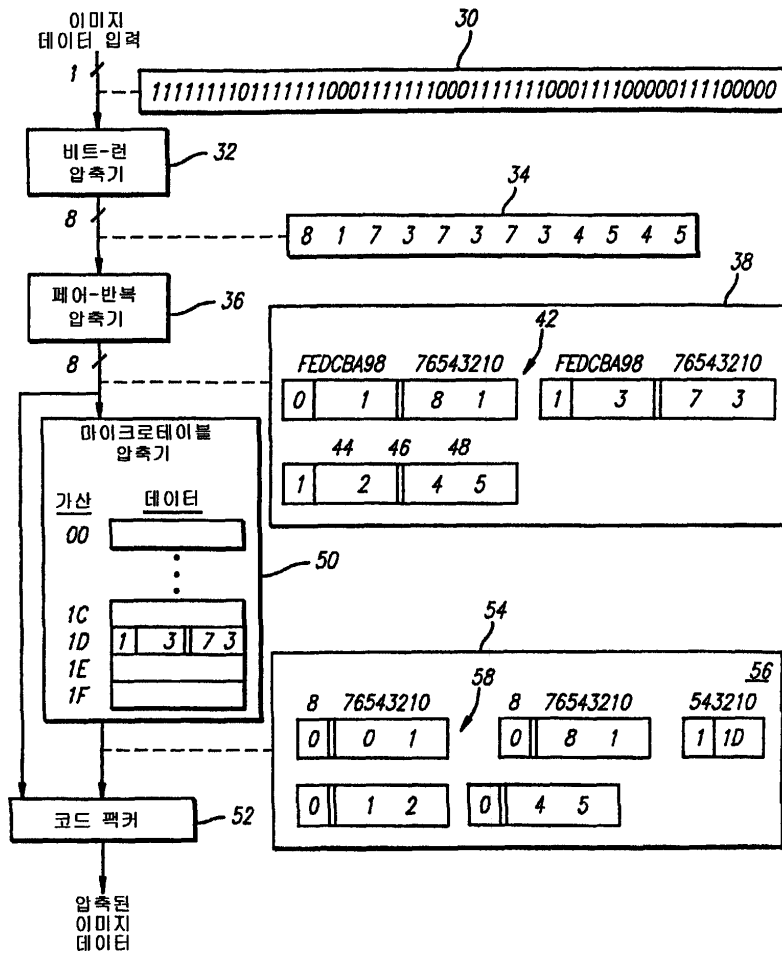 이미지
데이터 입력
1
30
111111110111111100011111110001111111000111100000111100000
비트-런
압축기
32
8
34
8 1 7 3 7 3 7 3 4 5 4 5
페어-반복
압축기
36
38
8
42
FEDCBA98 76543210 FEDCBA98 76543210
0 1 8 1 1 3 7 3
44 46 48
1 2 4 5
마이크로테이블
압축기
가산 데이터
00
50
1C
1D 1 3 7 3
1E
1F
54
56
58
8 76543210 8 76543210 543210
0 0 1 0 8 1 1 1D
0 1 2 0 4 5
코드 팩커
52
압축된
이미지
데이터